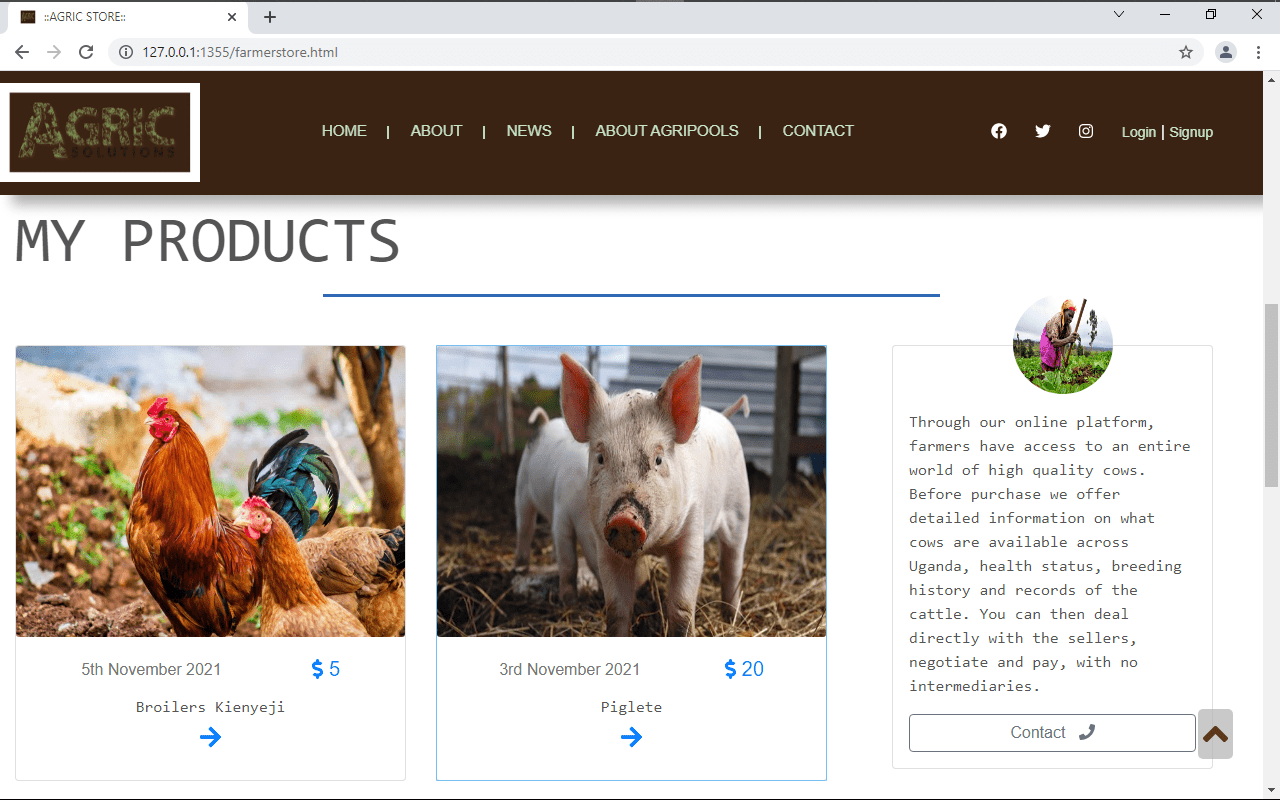 ::AGRIC STORE::
127.0.0.1:1355/farmerstore.html
AGRIC
SOLUTIONS
HOME | ABOUT | NEWS | ABOUT AGRIPOOLS | CONTACT
Login | Signup
MY PRODUCTS
5th November 2021
$ 5
Broilers Kienyeji
3rd November 2021
$ 20
Piglete
Through our online platform,
farmers have access to an entire
world of high quality cows.
Before purchase we offer
detailed information on what
cows are available across
Uganda, health status, breeding
history and records of the
cattle. You can then deal
directly with the sellers,
negotiate and pay, with no
intermediaries.
Contact